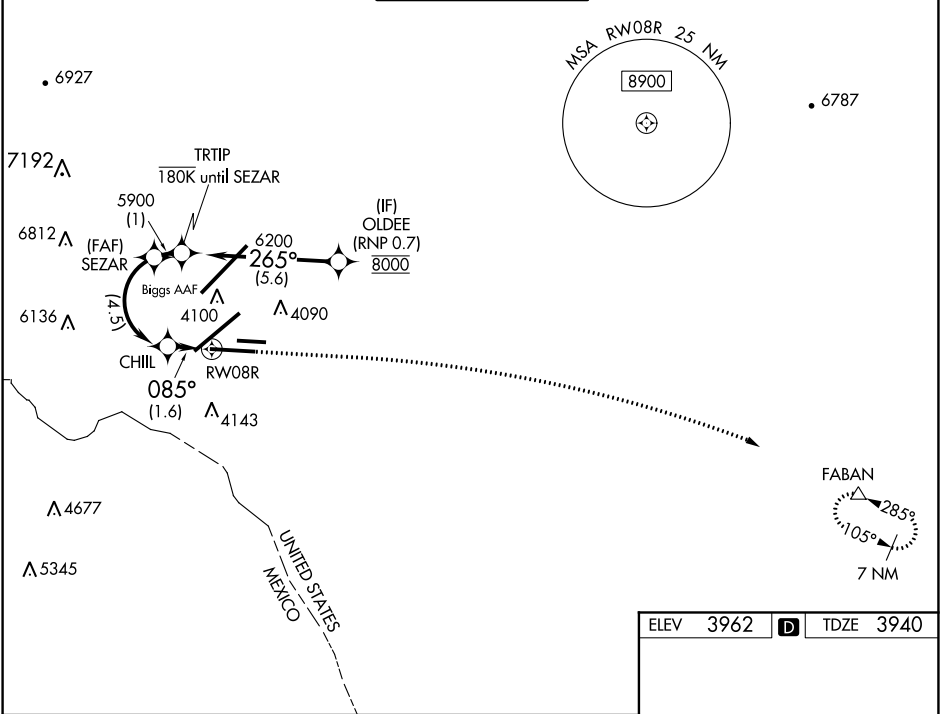 MSA RW08R 25 NM
8900
6927
6787
7192
TRTIP
180K until SEZAR
5900
(1)
6812
(FAF)
SEZAR
6200
265°
(5.6)
(IF)
OLDEE
(RNP 0.7)
8000
Biggs AAF
(4.5)
4100
4090
6136
CHIIL
RW08R
085°
(1.6)
4143
FABAN
285°
105°
7 NM
4677
5345
UNITED STATES
MEXICO
ELEV 3962 D TDZE 3940